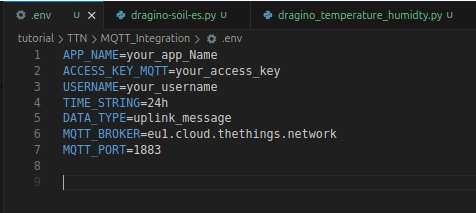 .env U × dragino-soil-es.py U dragino_temperature_humidty.py U
tutorial > TTN > MQTT_Integration > .env
1 APP_NAME=your_app_Name
2 ACCESS_KEY_MQTT=your_access_key
3 USERNAME=your_username
4 TIME_STRING=24h
5 DATA_TYPE=uplink_message
6 MQTT_BROKER=eu1.cloud.thethings.network
7 MQTT_PORT=1883
8
9